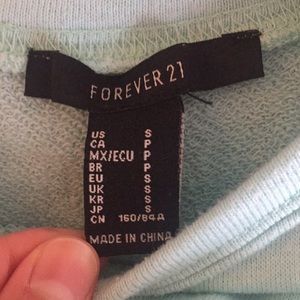 FOREVER 21
US S
CA P
MX/ECU P
BR P
EU S
UK S
KR S
JP S
CN 160/84A
MADE IN CHINA